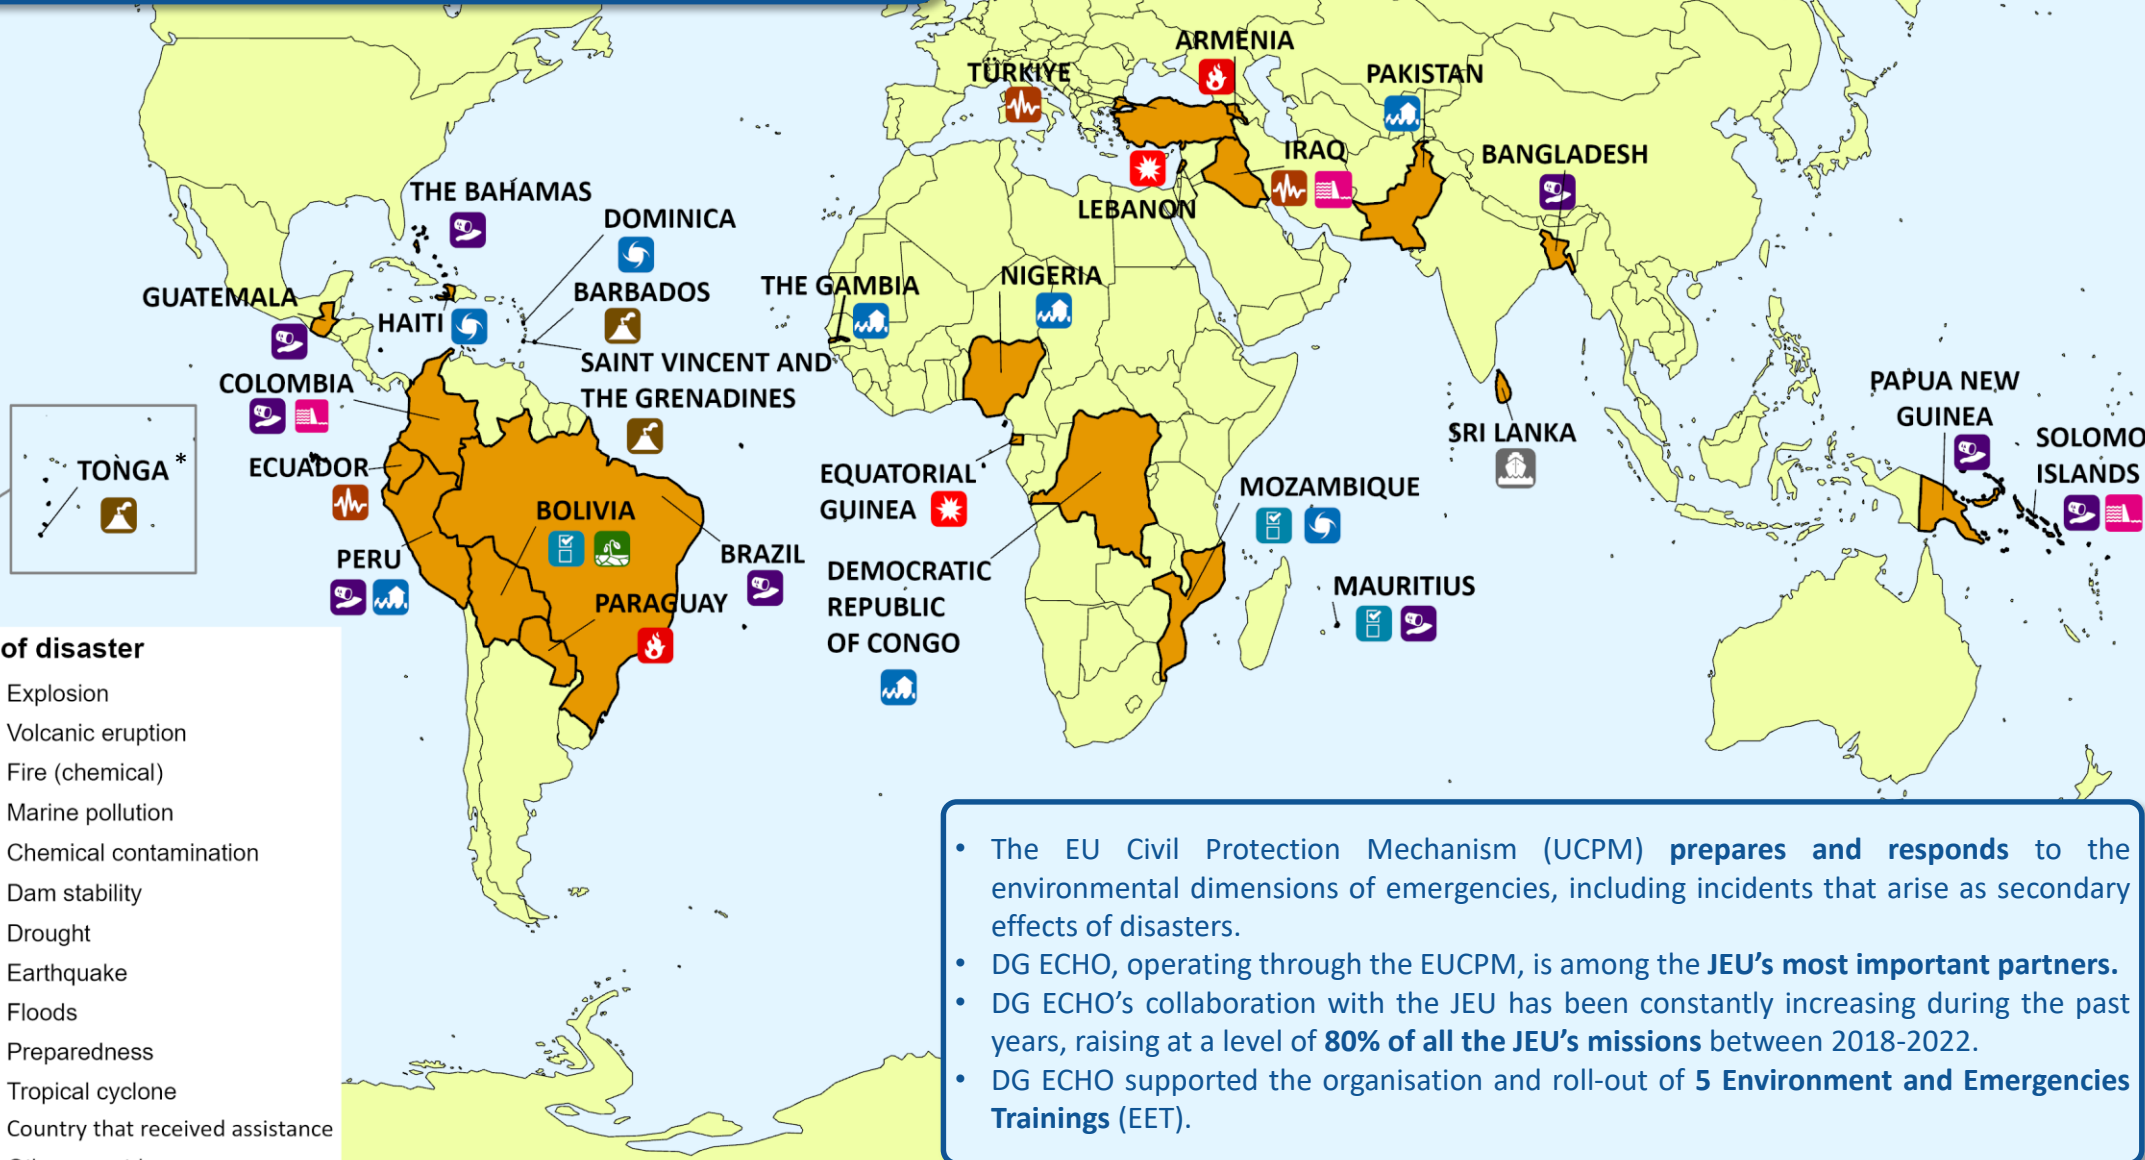 ARMENIA
TÜRKIYE
PAKISTAN
IRAQ
BANGLADESH
LEBANON
THE BAHAMAS
DOMINICA
BARBADOS
THE GAMBIA
NIGERIA
GUATEMALA
HAITI
SAINT VINCENT AND
THE GRENADINES
COLOMBIA
PAPUA NEW
GUINEA
SRI LANKA
SOLOMO
ISLANDS
TONGA *
ECUADOR
EQUATORIAL
GUINEA
MOZAMBIQUE
BOLIVIA
BRAZIL
PERU
DEMOCRATIC
REPUBLIC
OF CONGO
MAURITIUS
PARAGUAY
of disaster
Explosion
Volcanic eruption
Fire (chemical)
Marine pollution
Chemical contamination
Dam stability
Drought
Earthquake
Floods
Preparedness
Tropical cyclone
Country that received assistance
• The EU Civil Protection Mechanism (UCPM) prepares and responds to the
environmental dimensions of emergencies, including incidents that arise as secondary
effects of disasters.
• DG ECHO, operating through the EUCPM, is among the JEU's most important partners.
• DG ECHO's collaboration with the JEU has been constantly increasing during the past
years, raising at a level of 80% of all the JEU's missions between 2018-2022.
• DG ECHO supported the organisation and roll-out of 5 Environment and Emergencies
Trainings (EET).